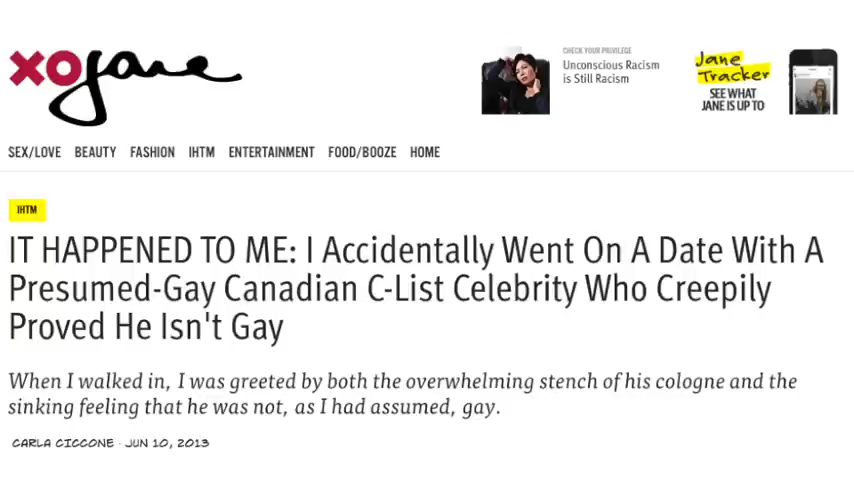 xojane
CHECK YOUR PRIVILEGE
Unconscious Racism
is Still Racism
Jane
Tracker
SEE WHAT
JANE IS UP TO
SEX/LOVE BEAUTY FASHION IHTM ENTERTAINMENT FOOD/BOOZE HOME
IHTM
IT HAPPENED TO ME: I Accidentally Went On A Date With A
Presumed-Gay Canadian C-List Celebrity Who Creepily
Proved He Isn't Gay
When I walked in, I was greeted by both the overwhelming stench of his cologne and the
sinking feeling that he was not, as I had assumed, gay.
CARLA CICCONE · JUN 10, 2013